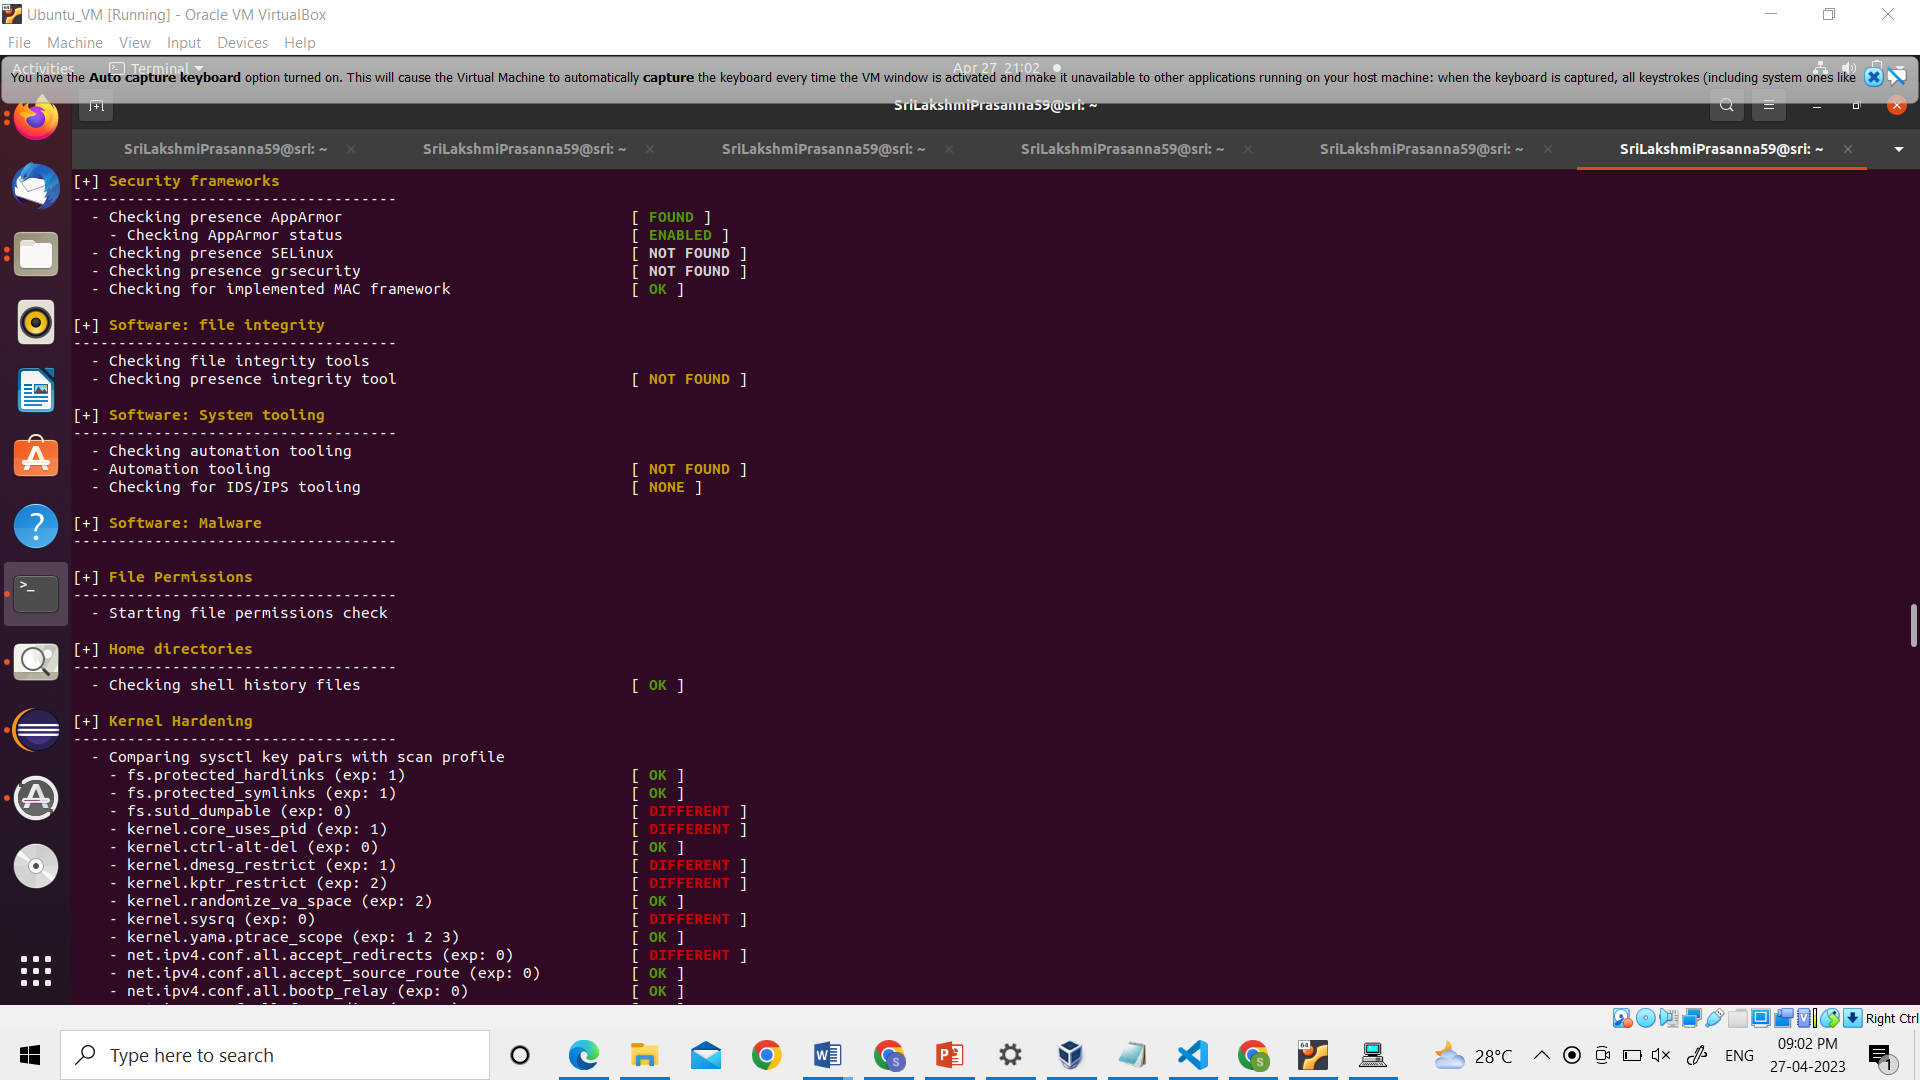 Ubuntu_VM [Running] - Oracle VM VirtualBox
File Machine View Input Devices Help
Activities Terminal Apr 27 21:02
You have the Auto capture keyboard option turned on. This will cause the Virtual Machine to automatically capture the keyboard every time the VM window is activated and make it unavailable to other applications running on your host machine: when the keyboard is captured, all keystrokes (including system ones like
SriLakshmiPrasanna59@sri: ~
SriLakshmiPrasanna59@sri: ~ SriLakshmiPrasanna59@sri: ~ SriLakshmiPrasanna59@sri: ~ SriLakshmiPrasanna59@sri: ~ SriLakshmiPrasanna59@sri: ~ SriLakshmiPrasanna59@sri: ~
[+] Security frameworks
------------------------------------
- Checking presence AppArmor [ FOUND ]
- Checking AppArmor status [ ENABLED ]
- Checking presence SELinux [ NOT FOUND ]
- Checking presence grsecurity [ NOT FOUND ]
- Checking for implemented MAC framework [ OK ]
[+] Software: file integrity
------------------------------------
- Checking file integrity tools
- Checking presence integrity tool [ NOT FOUND ]
[+] Software: System tooling
------------------------------------
- Checking automation tooling
- Automation tooling [ NOT FOUND ]
- Checking for IDS/IPS tooling [ NONE ]
[+] Software: Malware
------------------------------------
[+] File Permissions
------------------------------------
- Starting file permissions check
[+] Home directories
------------------------------------
- Checking shell history files [ OK ]
[+] Kernel Hardening
------------------------------------
- Comparing sysctl key pairs with scan profile
- fs.protected_hardlinks (exp: 1) [ OK ]
- fs.protected_symlinks (exp: 1) [ OK ]
- fs.suid_dumpable (exp: 0) [ DIFFERENT ]
- kernel.core_uses_pid (exp: 1) [ DIFFERENT ]
- kernel.ctrl-alt-del (exp: 0) [ OK ]
- kernel.dmesg_restrict (exp: 1) [ DIFFERENT ]
- kernel.kptr_restrict (exp: 2) [ DIFFERENT ]
- kernel.randomize_va_space (exp: 2) [ OK ]
- kernel.sysrq (exp: 0) [ DIFFERENT ]
- kernel.yama.ptrace_scope (exp: 1 2 3) [ OK ]
- net.ipv4.conf.all.accept_redirects (exp: 0) [ DIFFERENT ]
- net.ipv4.conf.all.accept_source_route (exp: 0) [ OK ]
- net.ipv4.conf.all.bootp_relay (exp: 0) [ OK ]
Right Ctrl
Type here to search
28°C
ENG
09:02 PM
27-04-2023
1